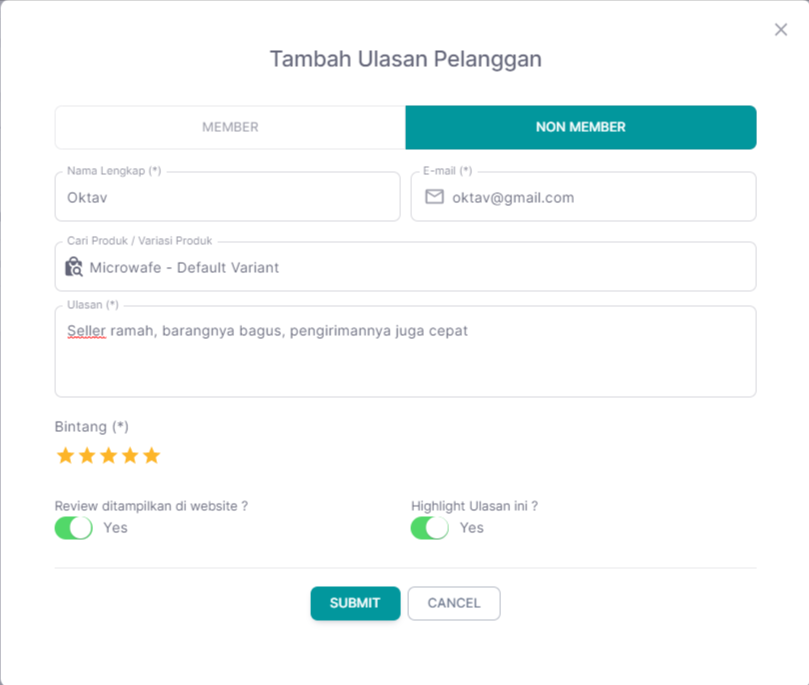 Tambah Ulasan Pelanggan
MEMBER
NON MEMBER
Nama Lengkap (*)
Oktav
E-mail (*)
oktav@gmail.com
Cari Produk / Variasi Produk
Microwafe - Default Variant
Ulasan (*)
Seller ramah, barangnya bagus, pengirimannya juga cepat
Bintang (*)
Review ditampilkan di website ?
Yes
Highlight Ulasan ini ?
Yes
SUBMIT
CANCEL